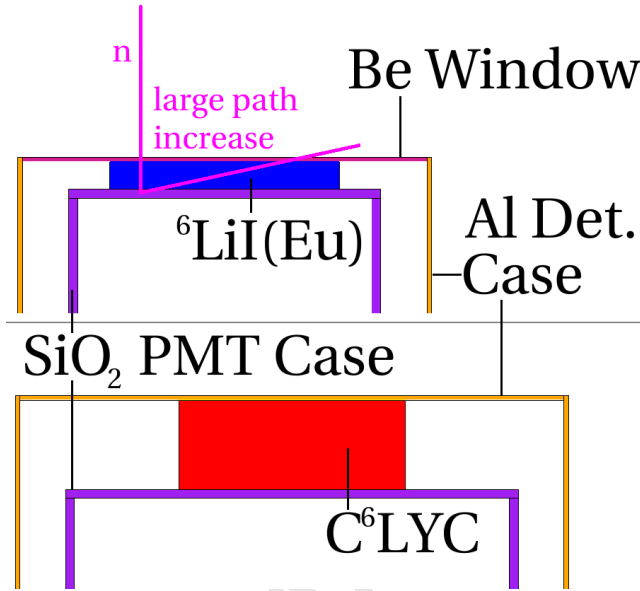 n
Be Window
large path
increase
⁶LiI(Eu)
Al Det.
Case
SiO₂ PMT Case
C⁶LYC